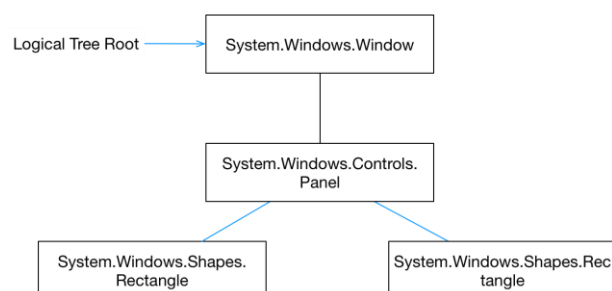 Logical Tree Root
System.Windows.Window
System.Windows.Controls.
Panel
System.Windows.Shapes.
Rectangle
System.Windows.Shapes.Rec
tangle